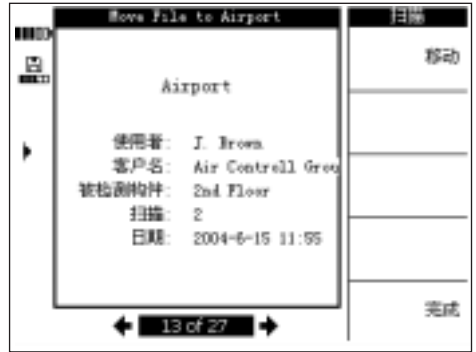 Move File to Airport
扫描
移动
Airport
使用者: J. Brown
客户名: Air Controll Grou
被检测构件: 2nd Floor
扫描: 2
日期: 2004-6-15 11:55
完成
13 of 27